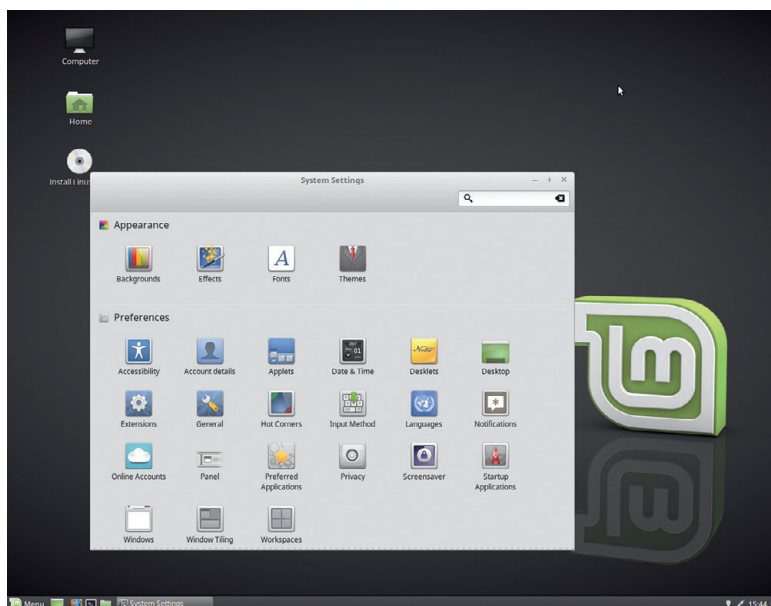 Computer
Home
Install Linu
System Settings
Appearance
Backgrounds Effects Fonts Themes
Preferences
Accessibility Account details Applets Date & Time Desklets Desktop
Extensions General Hot Corners Input Method Languages Notifications
Online Accounts Panel Preferred Applications Privacy Screensaver Startup Applications
Windows Window Tiling Workspaces
Menu System Settings 15:44